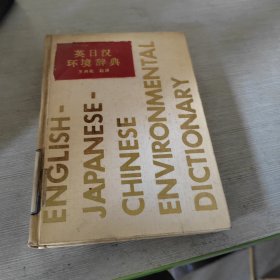 英日汉
环境辞典
ENGLISH-
JAPANESE-
CHINESE
ENVIRONMENTAL
DICTIONARY